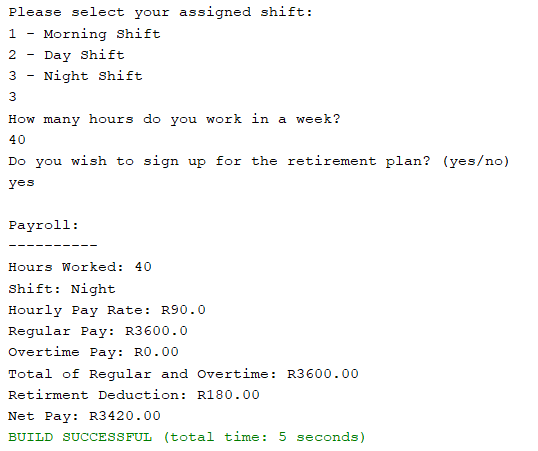 Please select your assigned shift:
1 - Morning Shift
2 - Day Shift
3 - Night Shift
3
How many hours do you work in a week?
40
Do you wish to sign up for the retirement plan? (yes/no)
yes

Payroll:
----------
Hours Worked: 40
Shift: Night
Hourly Pay Rate: R90.0
Regular Pay: R3600.0
Overtime Pay: R0.00
Total of Regular and Overtime: R3600.00
Retirment Deduction: R180.00
Net Pay: R3420.00
BUILD SUCCESSFUL (total time: 5 seconds)